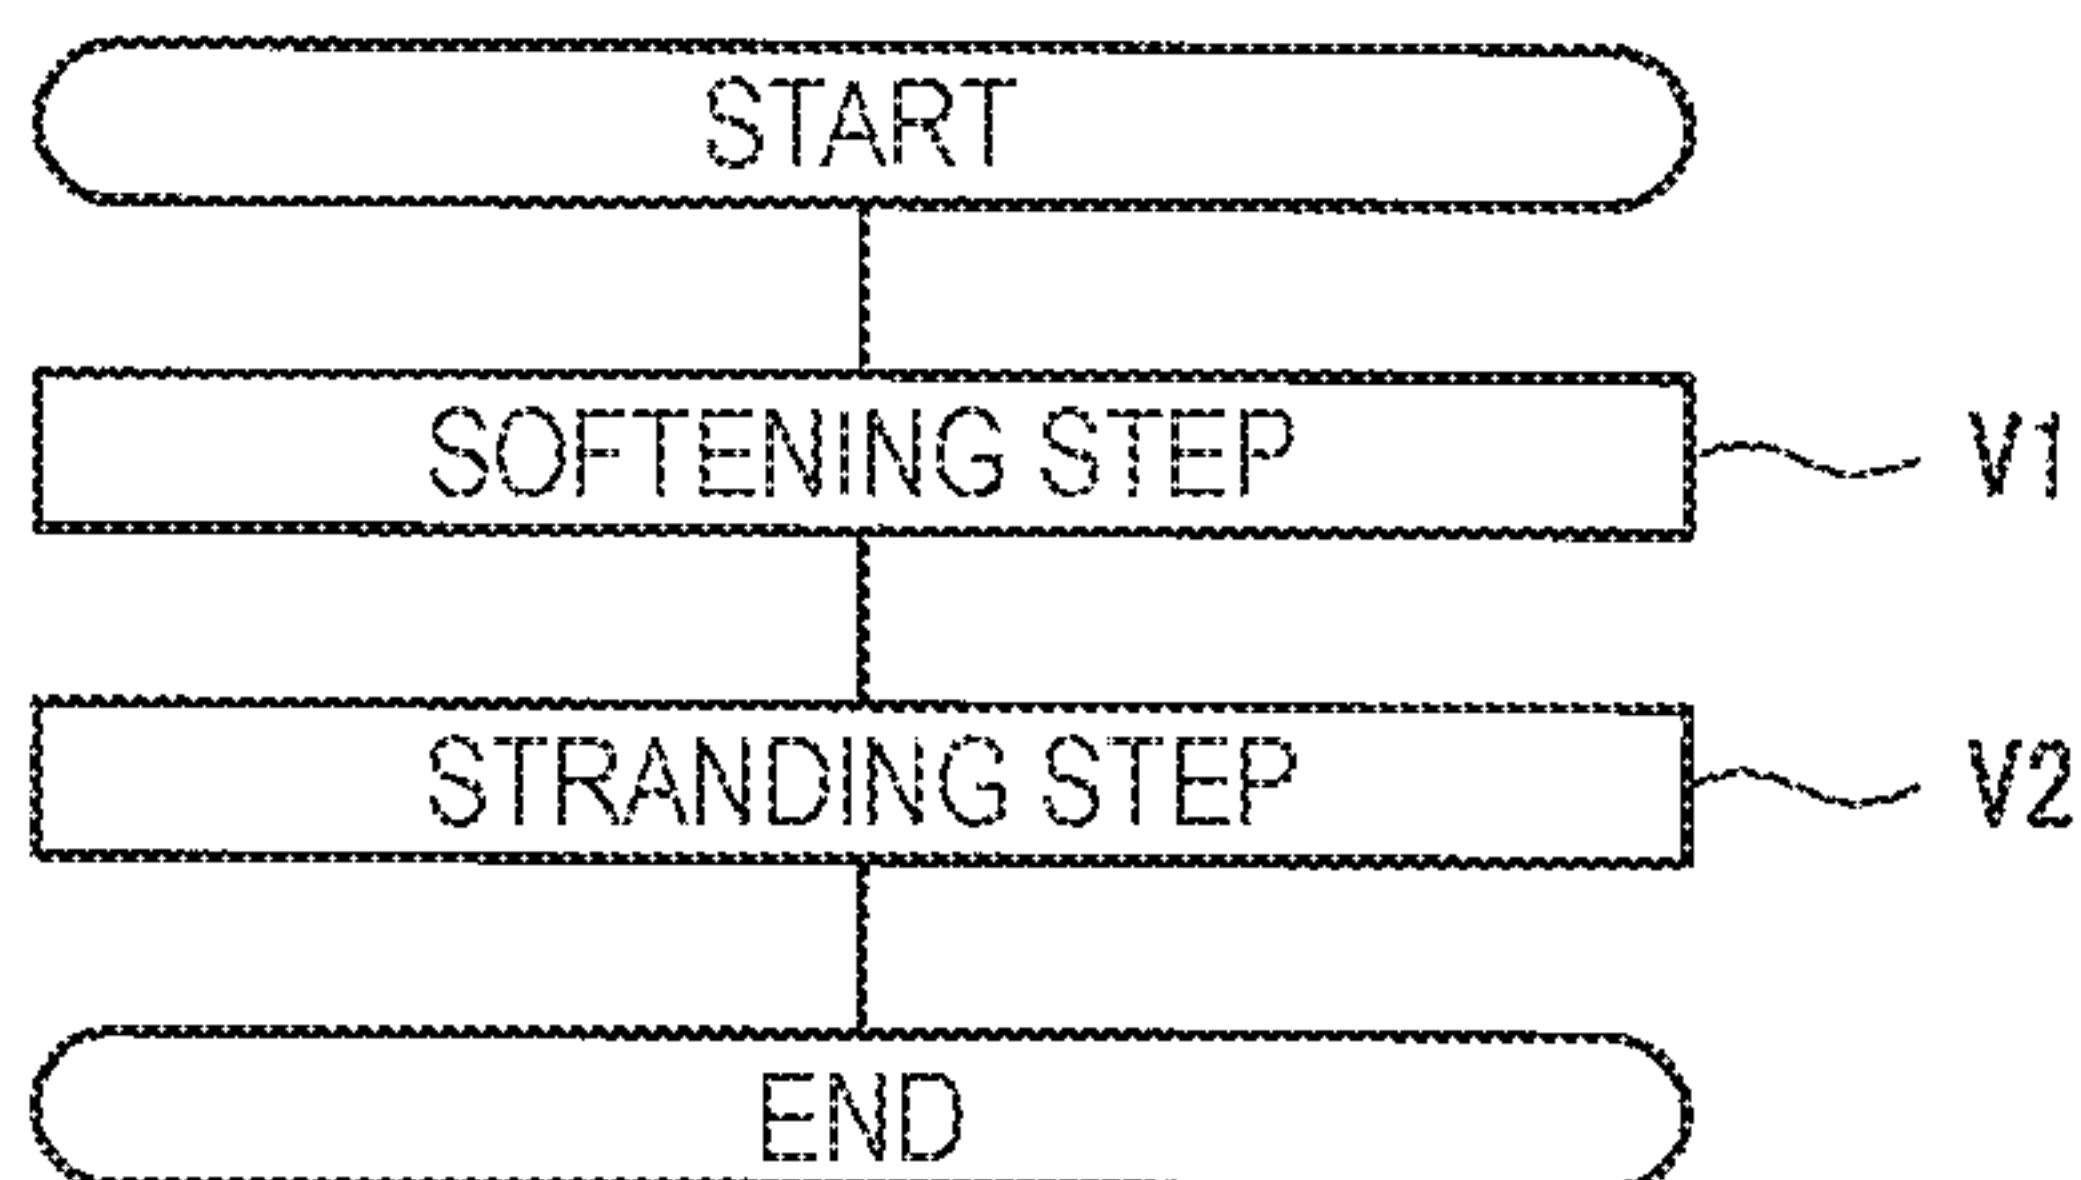 START
SOFTENING STEP
V1
STRANDING STEP
V2
END